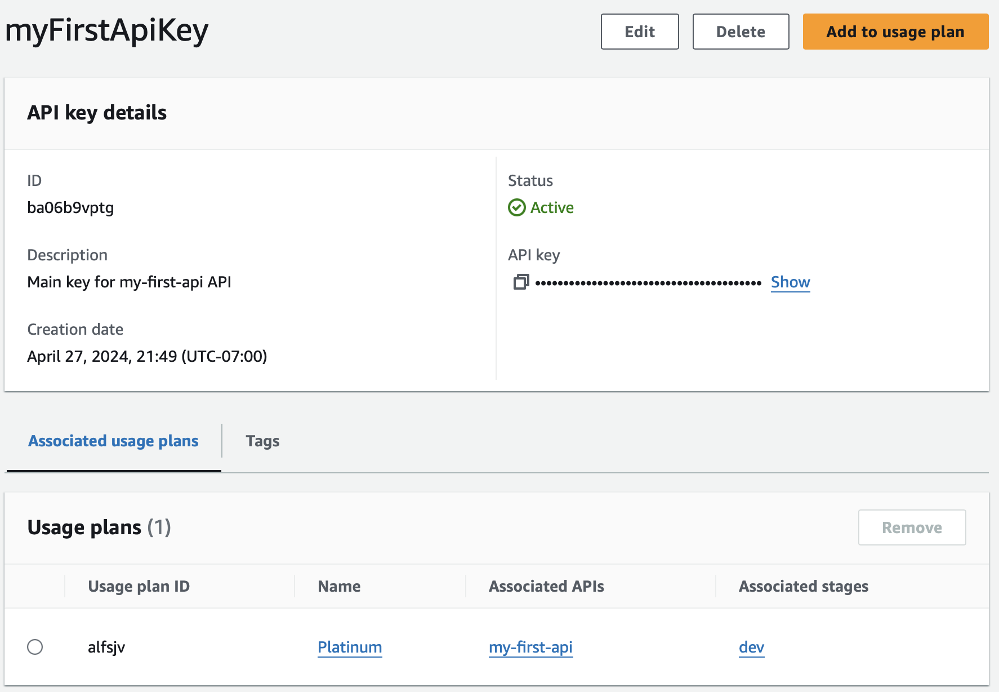 myFirstApiKey
Edit
Delete
Add to usage plan
API key details
ID
ba06b9vptg
Description
Main key for my-first-api API
Creation date
April 27, 2024, 21:49 (UTC-07:00)
Status
Active
API key
•••••••••••••••••••••••••••••••••••••••• Show
Associated usage plans
Tags
Usage plans (1)
Remove
Usage plan ID
Name
Associated APIs
Associated stages
alfsjv
Platinum
my-first-api
dev